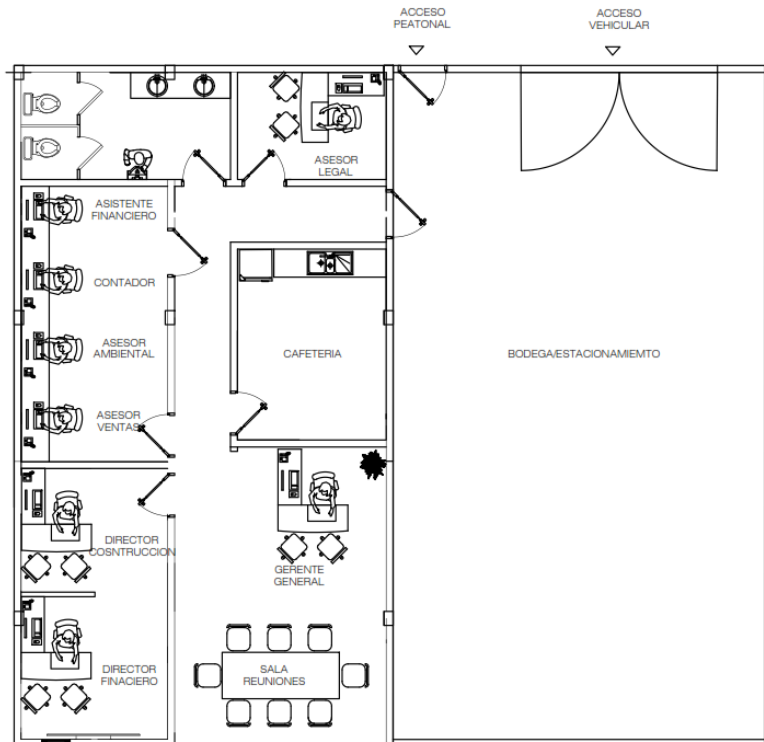 ACCESO
PEATONAL
ACCESO
VEHICULAR
ASESOR
LEGAL
ASISTENTE
FINANCIERO
CONTADOR
ASESOR
AMBIENTAL
CAFETERIA
BODEGA/ESTACIONAMIEMTO
ASESOR
VENTAS
DIRECTOR
COSNTRUCCION
GERENTE
GENERAL
DIRECTOR
FINACIERO
SALA
REUNIONES